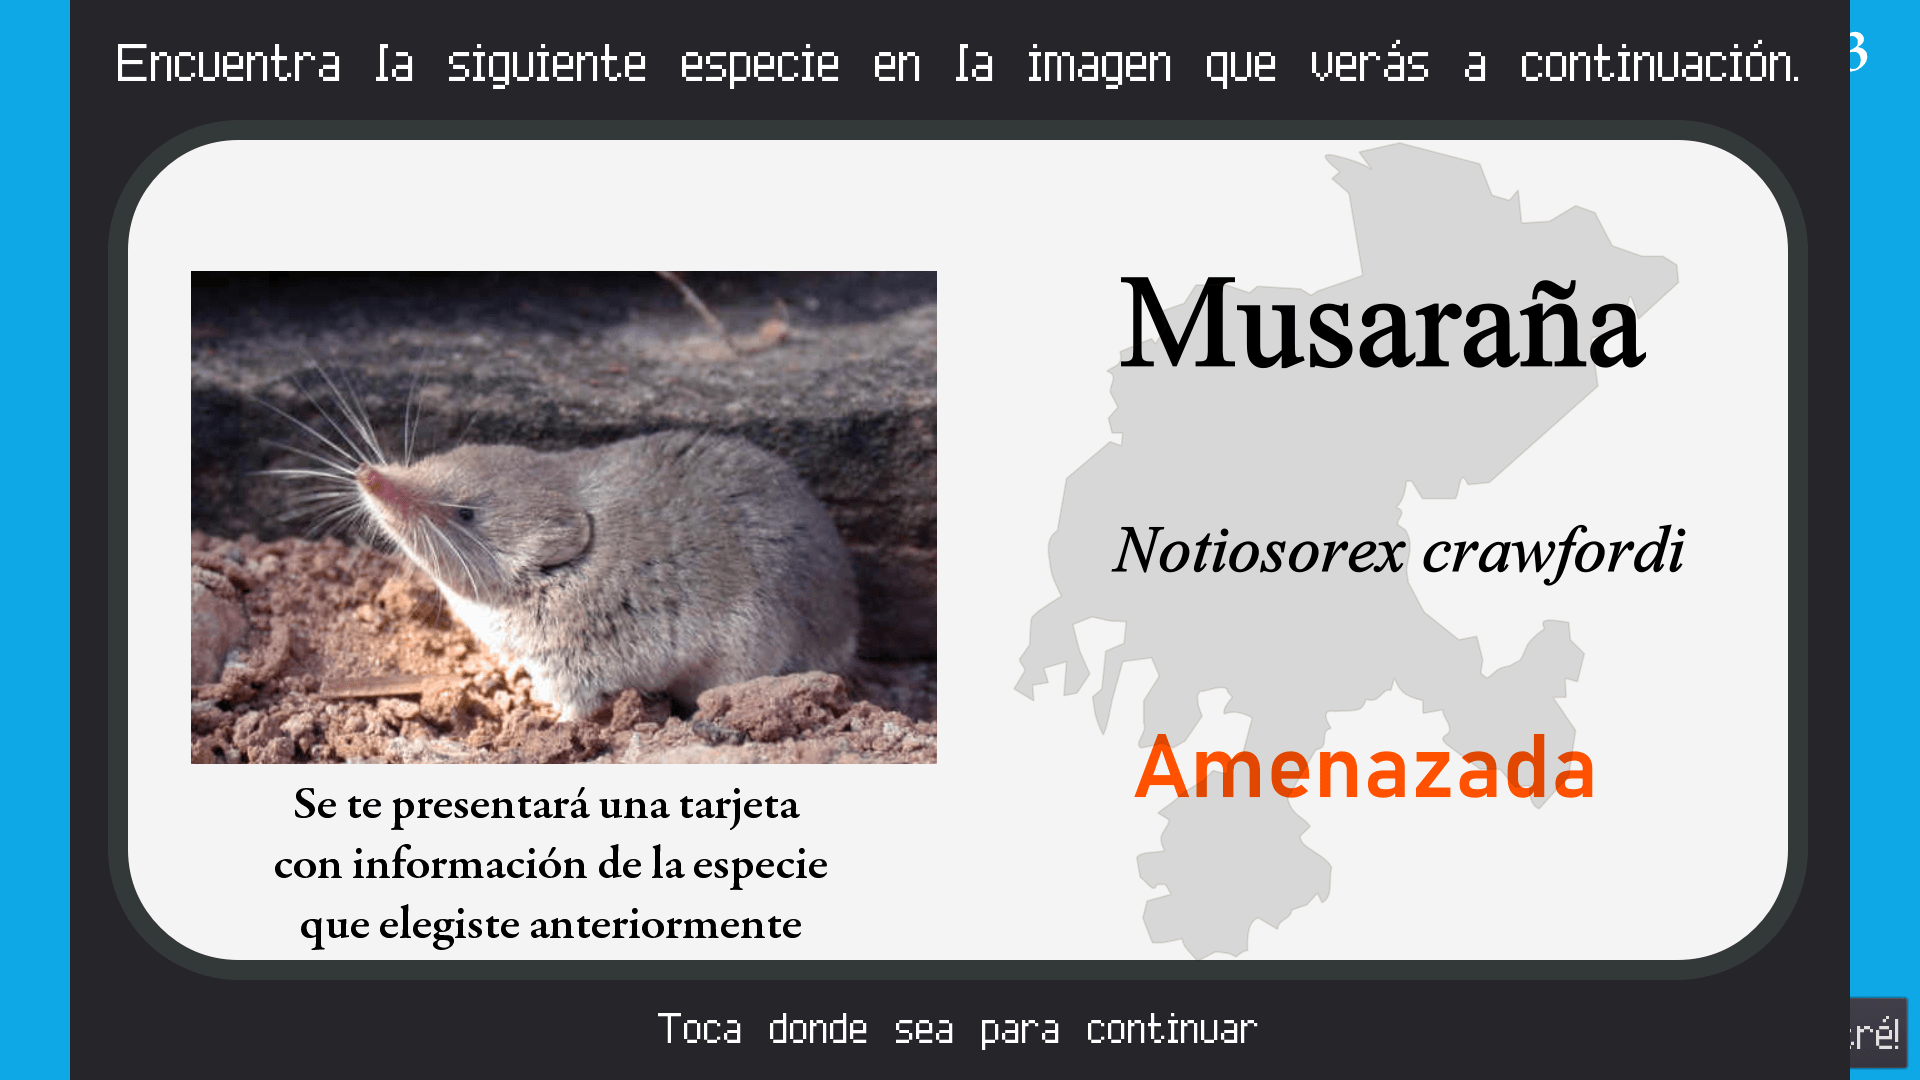 Encuentra la siguiente especie en la imagen que verás a continuación.
3
Musaraña
Notiosorex crawfordi
Amenazada
Se te presentará una tarjeta
con información de la especie
que elegiste anteriormente
Toca donde sea para continuar
ré!